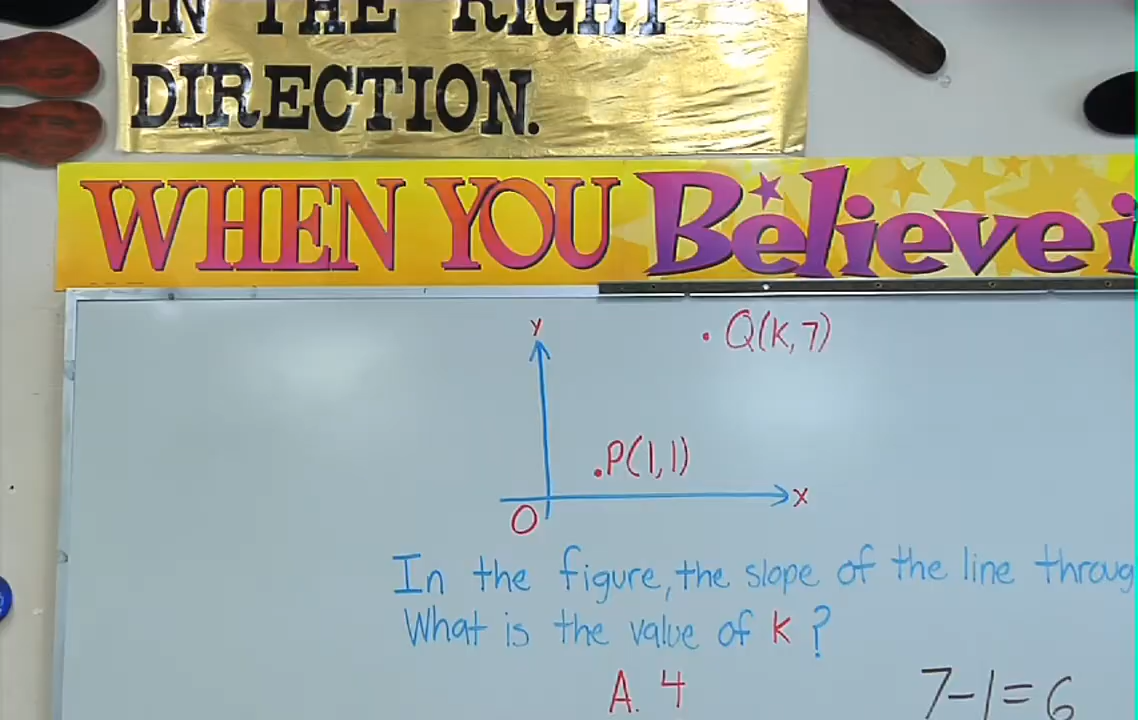 IN THE RIGHT
DIRECTION.
WHEN YOU Believe i
y
Q(K,7)
P(1,1)
x
O
In the figure, the slope of the line throug
What is the value of K?
A. 4
7-1=6